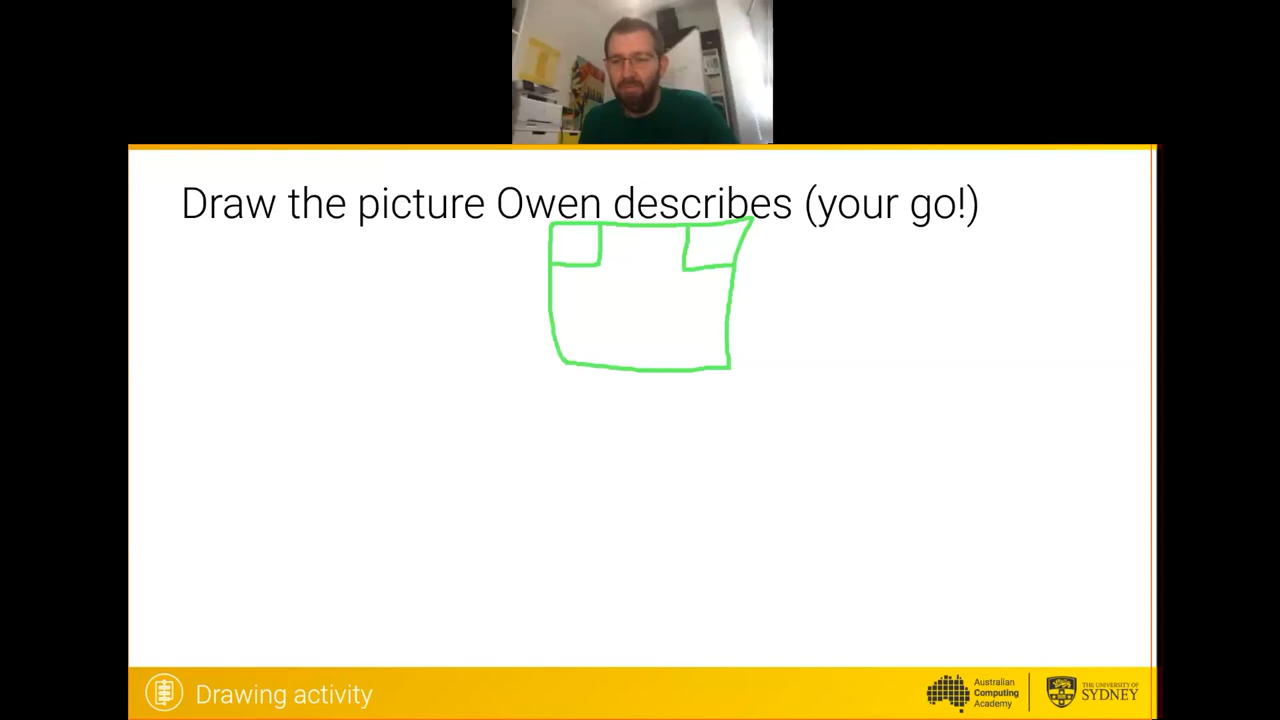 Draw the picture Owen describes (your go!)
Drawing activity
Australian
Computing
Academy
THE UNIVERSITY OF
SYDNEY